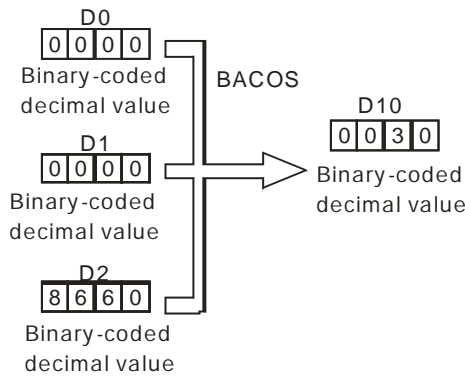 D0
0 0 0 0
Binary-coded
decimal value
BACOS
D1
0 0 0 0
Binary-coded
decimal value
D10
0 0 3 0
Binary-coded
decimal value
D2
8 6 6 0
Binary-coded
decimal value